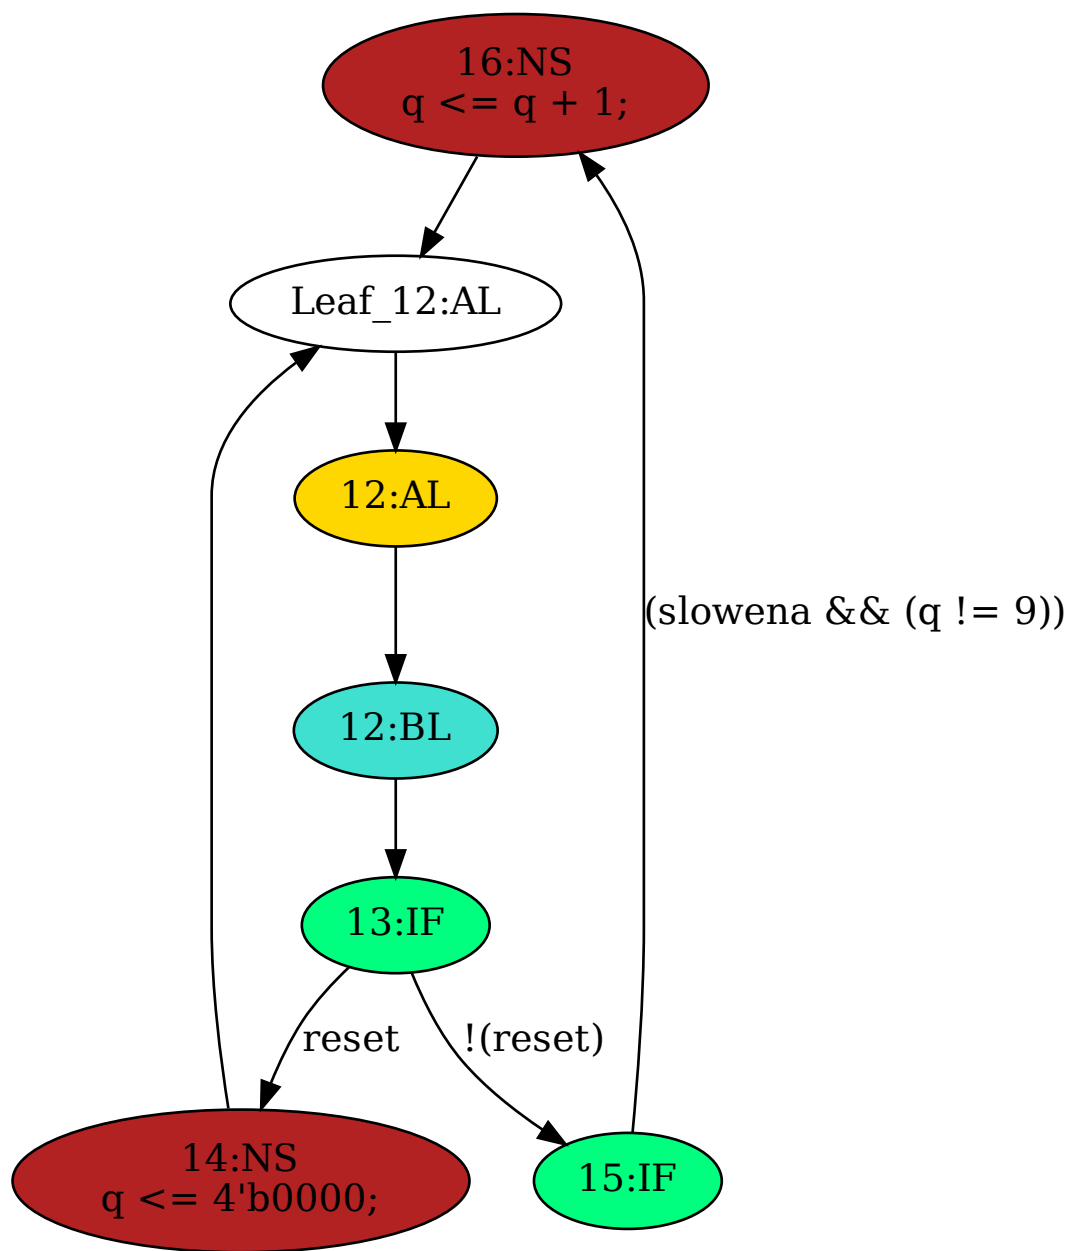 16:NS
q <= q + 1;
Leaf_12:AL
12:AL
(slowena && (q != 9))
12:BL
13:IF
reset
!(reset)
14:NS
q <= 4'b0000;
15:IF